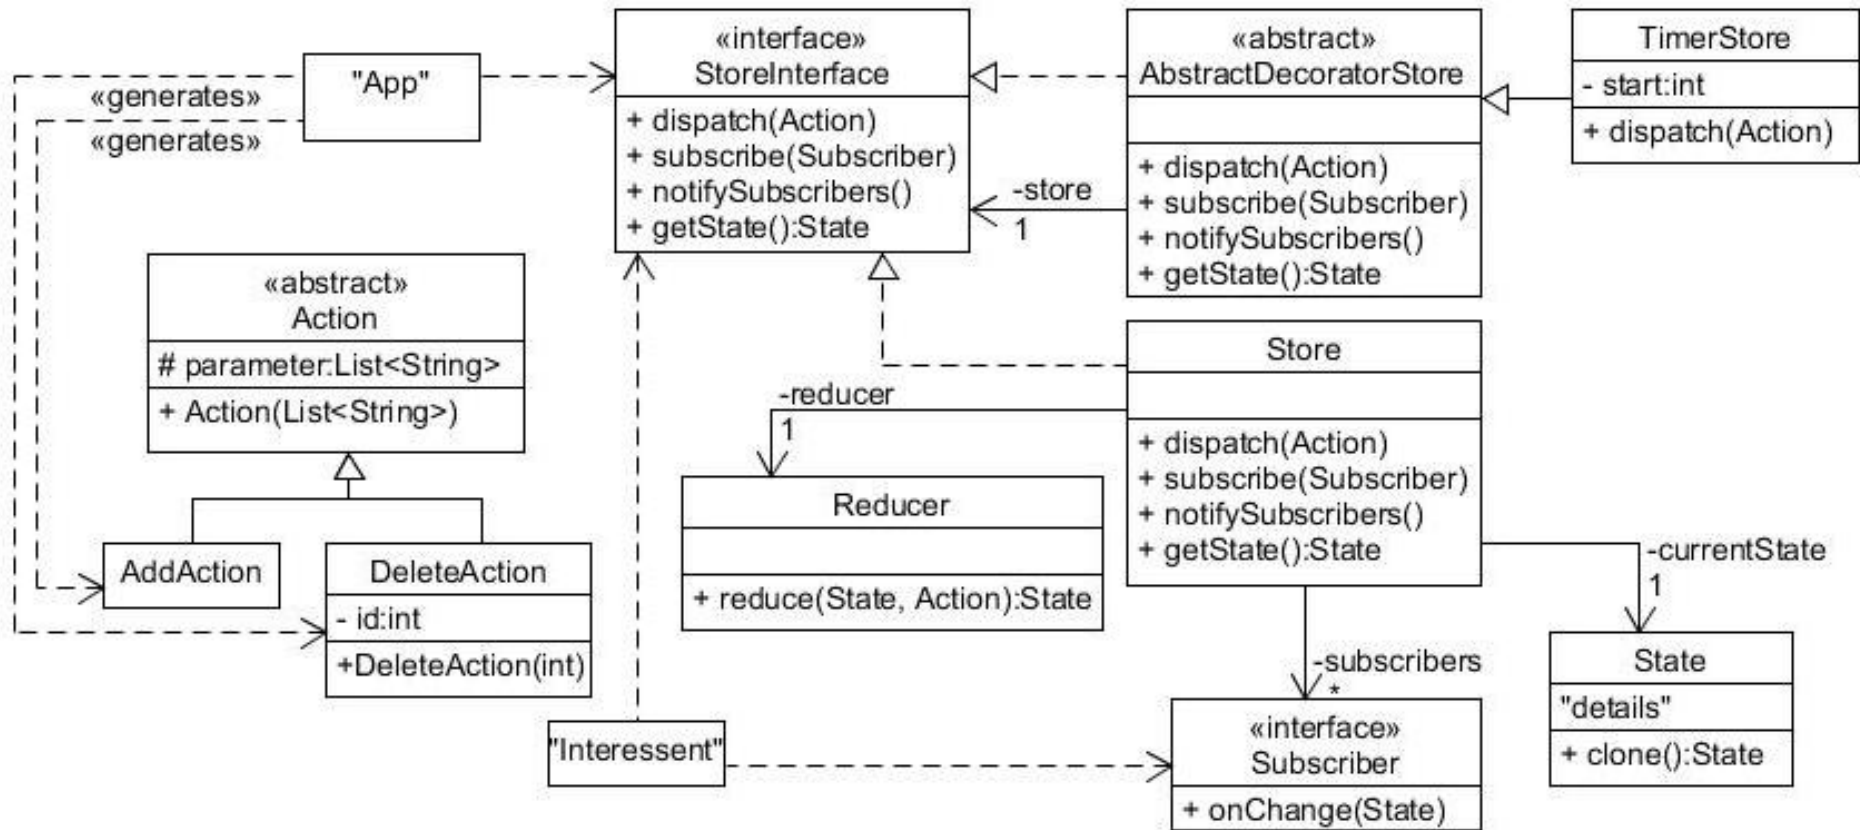 "App"
«generates»
«generates»
«interface»
StoreInterface
+ dispatch(Action)
+ subscribe(Subscriber)
+ notifySubscribers()
+ getState():State
«abstract»
AbstractDecoratorStore
+ dispatch(Action)
+ subscribe(Subscriber)
+ notifySubscribers()
+ getState():State
TimerStore
- start:int
+ dispatch(Action)
-store
1
«abstract»
Action
# parameter:List<String>
+ Action(List<String>)
AddAction
DeleteAction
- id:int
+DeleteAction(int)
Store
+ dispatch(Action)
+ subscribe(Subscriber)
+ notifySubscribers()
+ getState():State
-reducer
1
Reducer
+ reduce(State, Action):State
-currentState
1
State
"details"
+ clone():State
-subscribers
*
"Interessent"
«interface»
Subscriber
+ onChange(State)